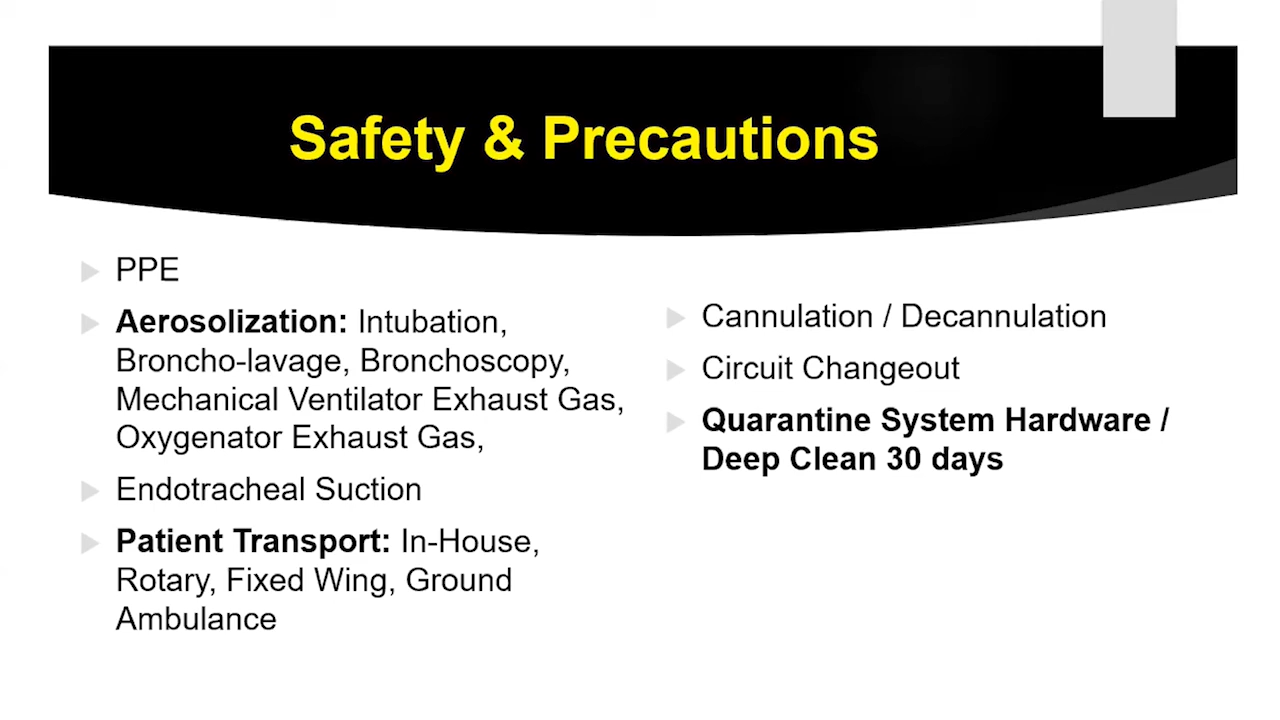 Safety & Precautions
PPE
Aerosolization: Intubation,
Broncho-lavage, Bronchoscopy,
Mechanical Ventilator Exhaust Gas,
Oxygenator Exhaust Gas,
Endotracheal Suction
Patient Transport: In-House,
Rotary, Fixed Wing, Ground
Ambulance
Cannulation / Decannulation
Circuit Changeout
Quarantine System Hardware /
Deep Clean 30 days